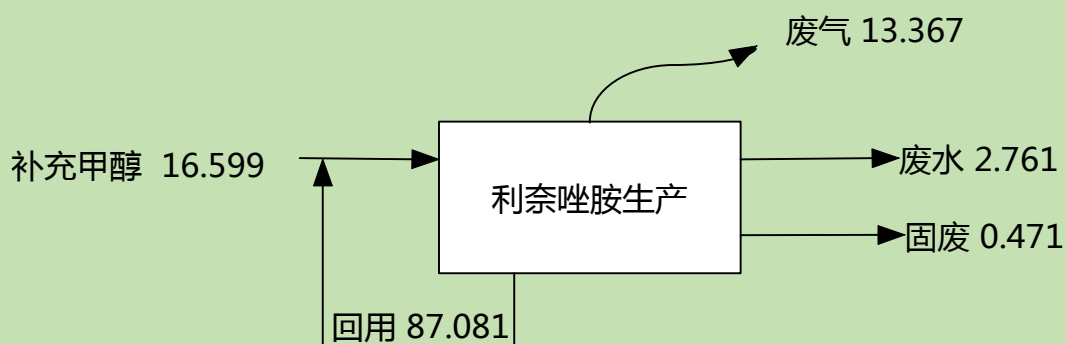 废气 13.367
补充甲醇 16.599
废水 2.761
利奈唑胺生产
固废 0.471
回用 87.081